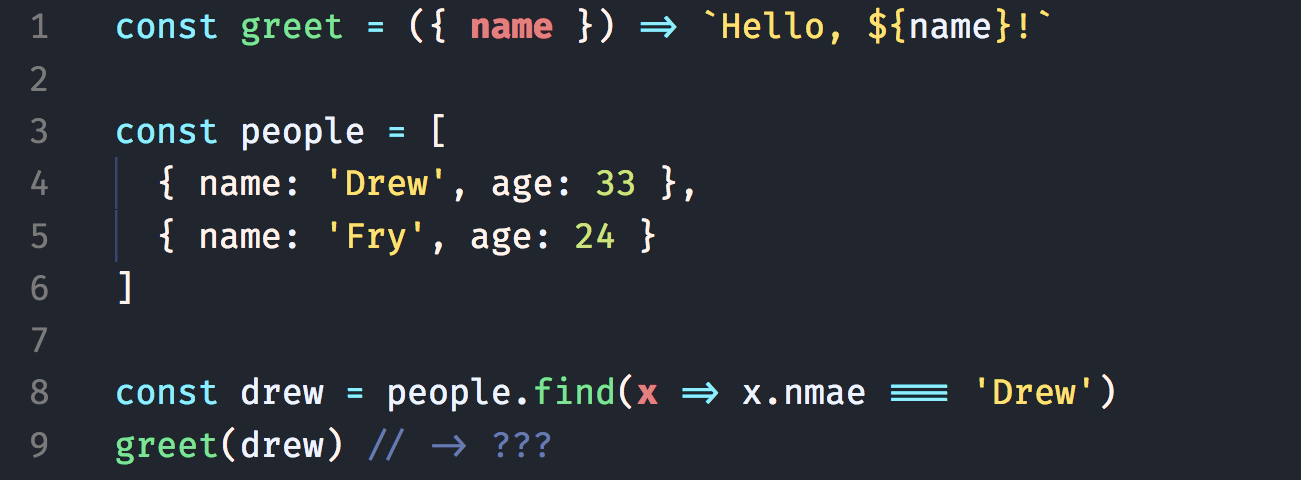 1 const greet = ({ name }) => `Hello, ${name}!`
2
3 const people = [
4 { name: 'Drew', age: 33 },
5 { name: 'Fry', age: 24 }
6 ]
7
8 const drew = people.find(x => x.nmae === 'Drew')
9 greet(drew) // -> ???